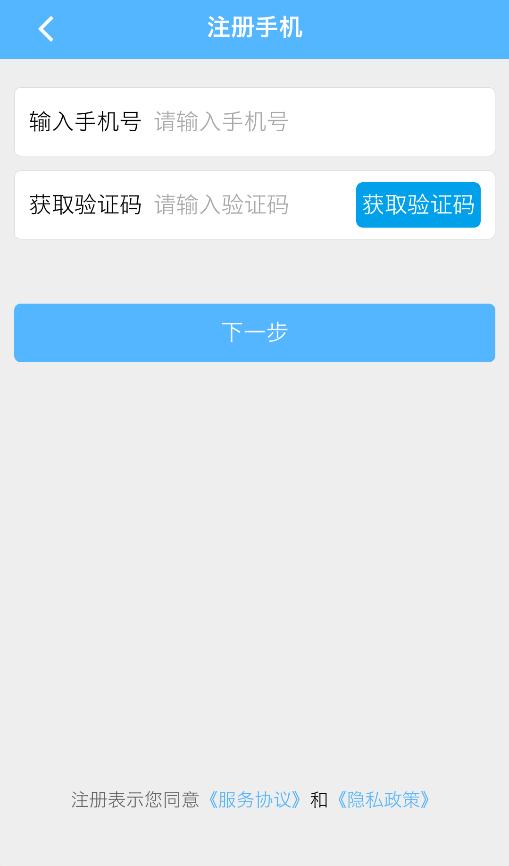 注册手机
输入手机号 请输入手机号
获取验证码 请输入验证码 获取验证码
下一步
注册表示您同意《服务协议》和《隐私政策》